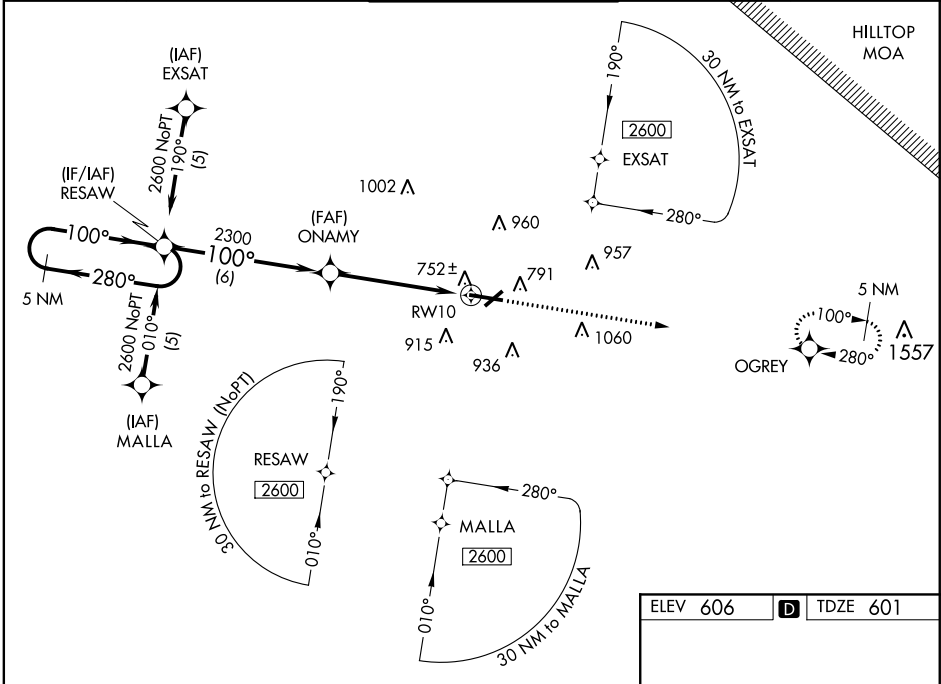 HILLTOP
MOA
(IAF)
EXSAT
2600 NoPT
190°
(5)
(IF/IAF)
RESAW
100°
280°
5 NM
2300
100°
(6)
(FAF)
ONAMY
2600 NoPT
010°
(5)
(IAF)
MALLA
1002
960
957
752±
791
RW10
915
936
1060
190°
30 NM to EXSAT
2600
EXSAT
280°
5 NM
100°
280°
OGREY
1557
30 NM to RESAW (NoPT)
190°
RESAW
2600
010°
280°
MALLA
2600
010°
30 NM to MALLA
ELEV 606 D TDZE 601